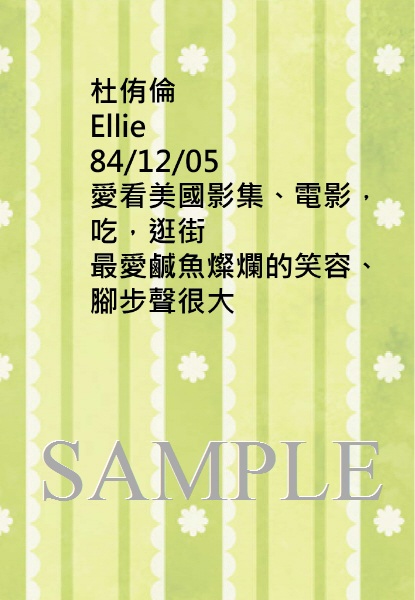 杜侑倫
Ellie
84/12/05
愛看美國影集、電影，
吃，逛街
最愛鹹魚燦爛的笑容、
腳步聲很大
SAMPLE